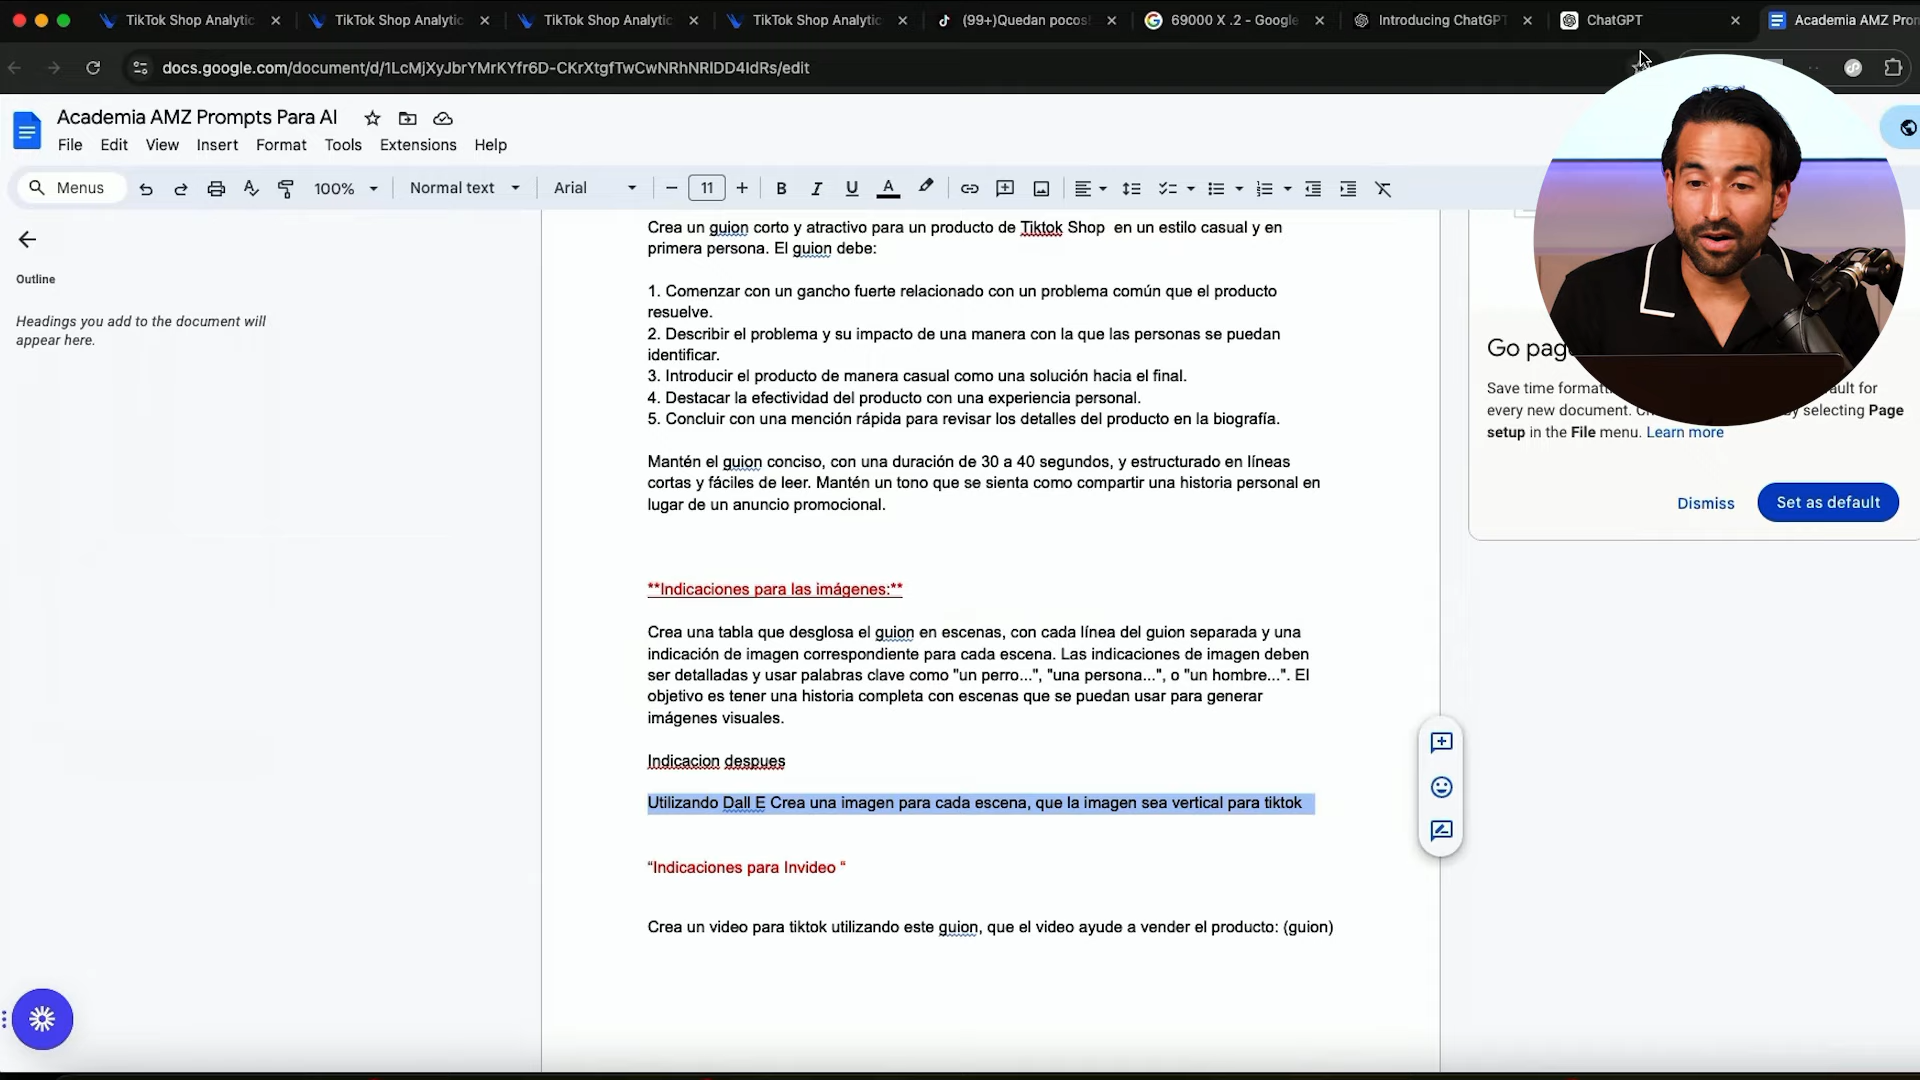 TikTok Shop Analytic
TikTok Shop Analytic
TikTok Shop Analytic
TikTok Shop Analytic
(99+)Quedan pocos!
69000 X .2 - Google
Introducing ChatGPT
ChatGPT
Academia AMZ Pron
docs.google.com/document/d/1LcMjXyJbrYMrKYfr6D-CKrXtgfTwCwNRhNRIDD4IdRs/edit
Academia AMZ Prompts Para AI
File Edit View Insert Format Tools Extensions Help
Menus 100% Normal text Arial 11
Outline
Headings you add to the document will
appear here.
Crea un guion corto y atractivo para un producto de Tiktok Shop en un estilo casual y en
primera persona. El guion debe:
1. Comenzar con un gancho fuerte relacionado con un problema común que el producto
resuelve.
2. Describir el problema y su impacto de una manera con la que las personas se puedan
identificar.
3. Introducir el producto de manera casual como una solución hacia el final.
4. Destacar la efectividad del producto con una experiencia personal.
5. Concluir con una mención rápida para revisar los detalles del producto en la biografía.
Mantén el guion conciso, con una duración de 30 a 40 segundos, y estructurado en líneas
cortas y fáciles de leer. Mantén un tono que se sienta como compartir una historia personal en
lugar de un anuncio promocional.
**Indicaciones para las imágenes:**
Crea una tabla que desglosa el guion en escenas, con cada línea del guion separada y una
indicación de imagen correspondiente para cada escena. Las indicaciones de imagen deben
ser detalladas y usar palabras clave como "un perro...", "una persona...", o "un hombre...". El
objetivo es tener una historia completa con escenas que se puedan usar para generar
imágenes visuales.
Indicacion despues
Utilizando Dall E Crea una imagen para cada escena, que la imagen sea vertical para tiktok
“Indicaciones para Invideo “
Crea un video para tiktok utilizando este guion, que el video ayude a vender el producto: (guion)
Go pag
Save time formatt ault for
every new document. C y selecting Page
setup in the File menu. Learn more
Dismiss Set as default